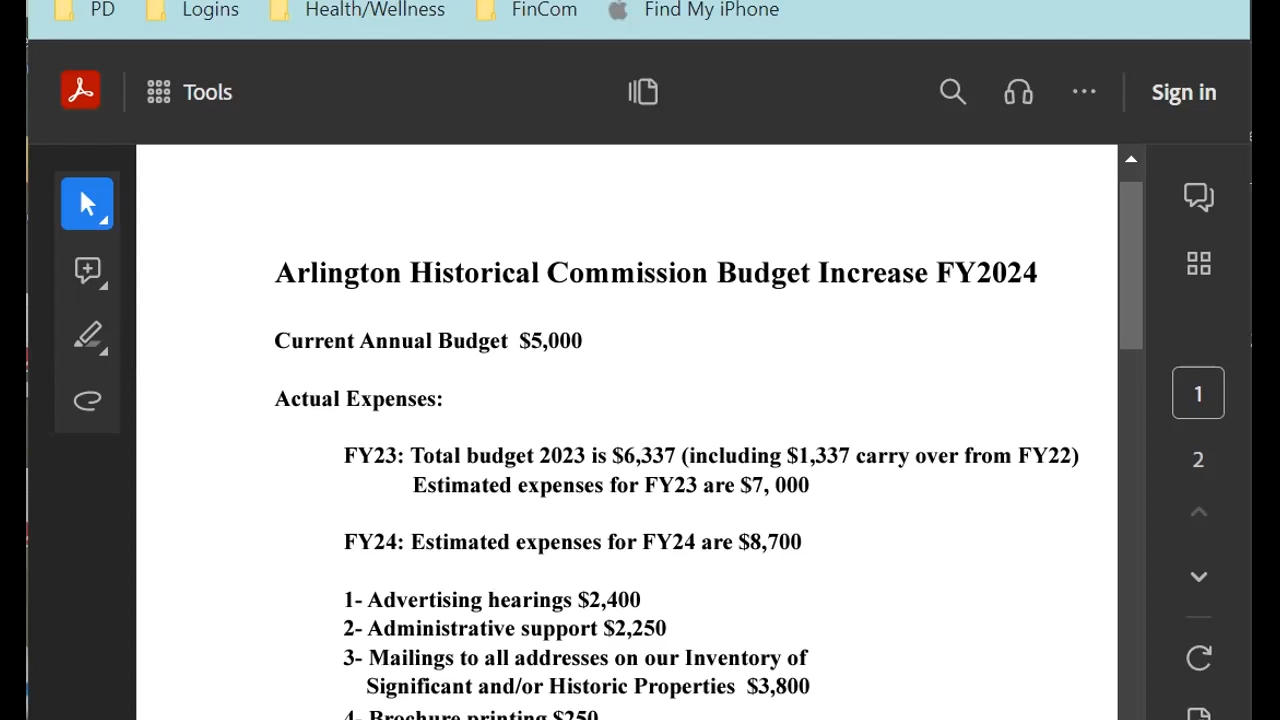 PD Logins Health/Wellness FinCom Find My iPhone
Tools Sign in
Arlington Historical Commission Budget Increase FY2024
Current Annual Budget $5,000
Actual Expenses:
FY23: Total budget 2023 is $6,337 (including $1,337 carry over from FY22)
Estimated expenses for FY23 are $7, 000
FY24: Estimated expenses for FY24 are $8,700
1- Advertising hearings $2,400
2- Administrative support $2,250
3- Mailings to all addresses on our Inventory of
Significant and/or Historic Properties $3,800
4- Brochure printing $250
1
2